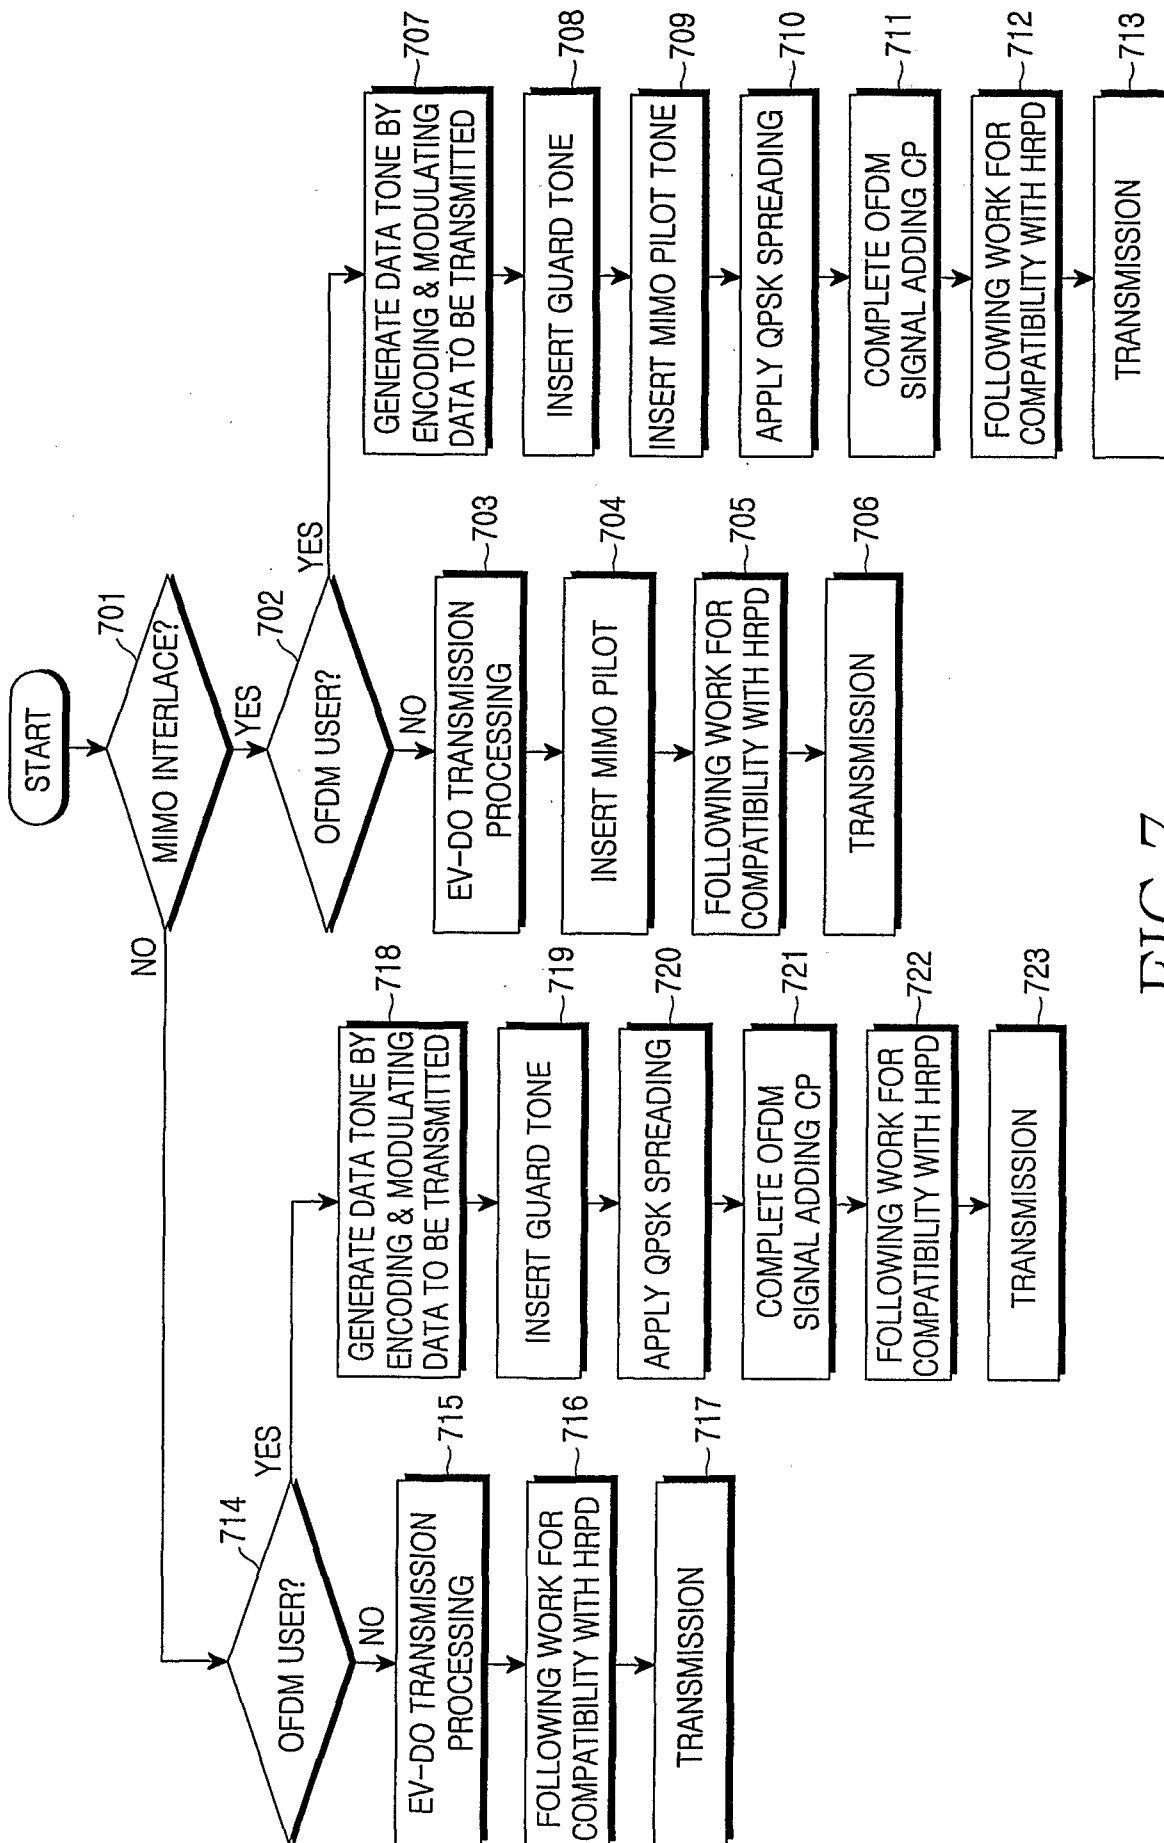 START
701
MIMO INTERLACE?
NO
YES
714
OFDM USER?
YES
NO
715
EV-DO TRANSMISSION
PROCESSING
716
FOLLOWING WORK FOR
COMPATIBILITY WITH HRPD
717
TRANSMISSION
718
GENERATE DATA TONE BY
ENCODING & MODULATING
DATA TO BE TRANSMITTED
719
INSERT GUARD TONE
720
APPLY QPSK SPREADING
721
COMPLETE OFDM
SIGNAL ADDING CP
722
FOLLOWING WORK FOR
COMPATIBILITY WITH HRPD
723
TRANSMISSION
702
OFDM USER?
YES
NO
703
EV-DO TRANSMISSION
PROCESSING
704
INSERT MIMO PILOT
705
FOLLOWING WORK FOR
COMPATIBILITY WITH HRPD
706
TRANSMISSION
707
GENERATE DATA TONE BY
ENCODING & MODULATING
DATA TO BE TRANSMITTED
708
INSERT GUARD TONE
709
INSERT MIMO PILOT TONE
710
APPLY QPSK SPREADING
711
COMPLETE OFDM
SIGNAL ADDING CP
712
FOLLOWING WORK FOR
COMPATIBILITY WITH HRPD
713
TRANSMISSION
FIG. 7